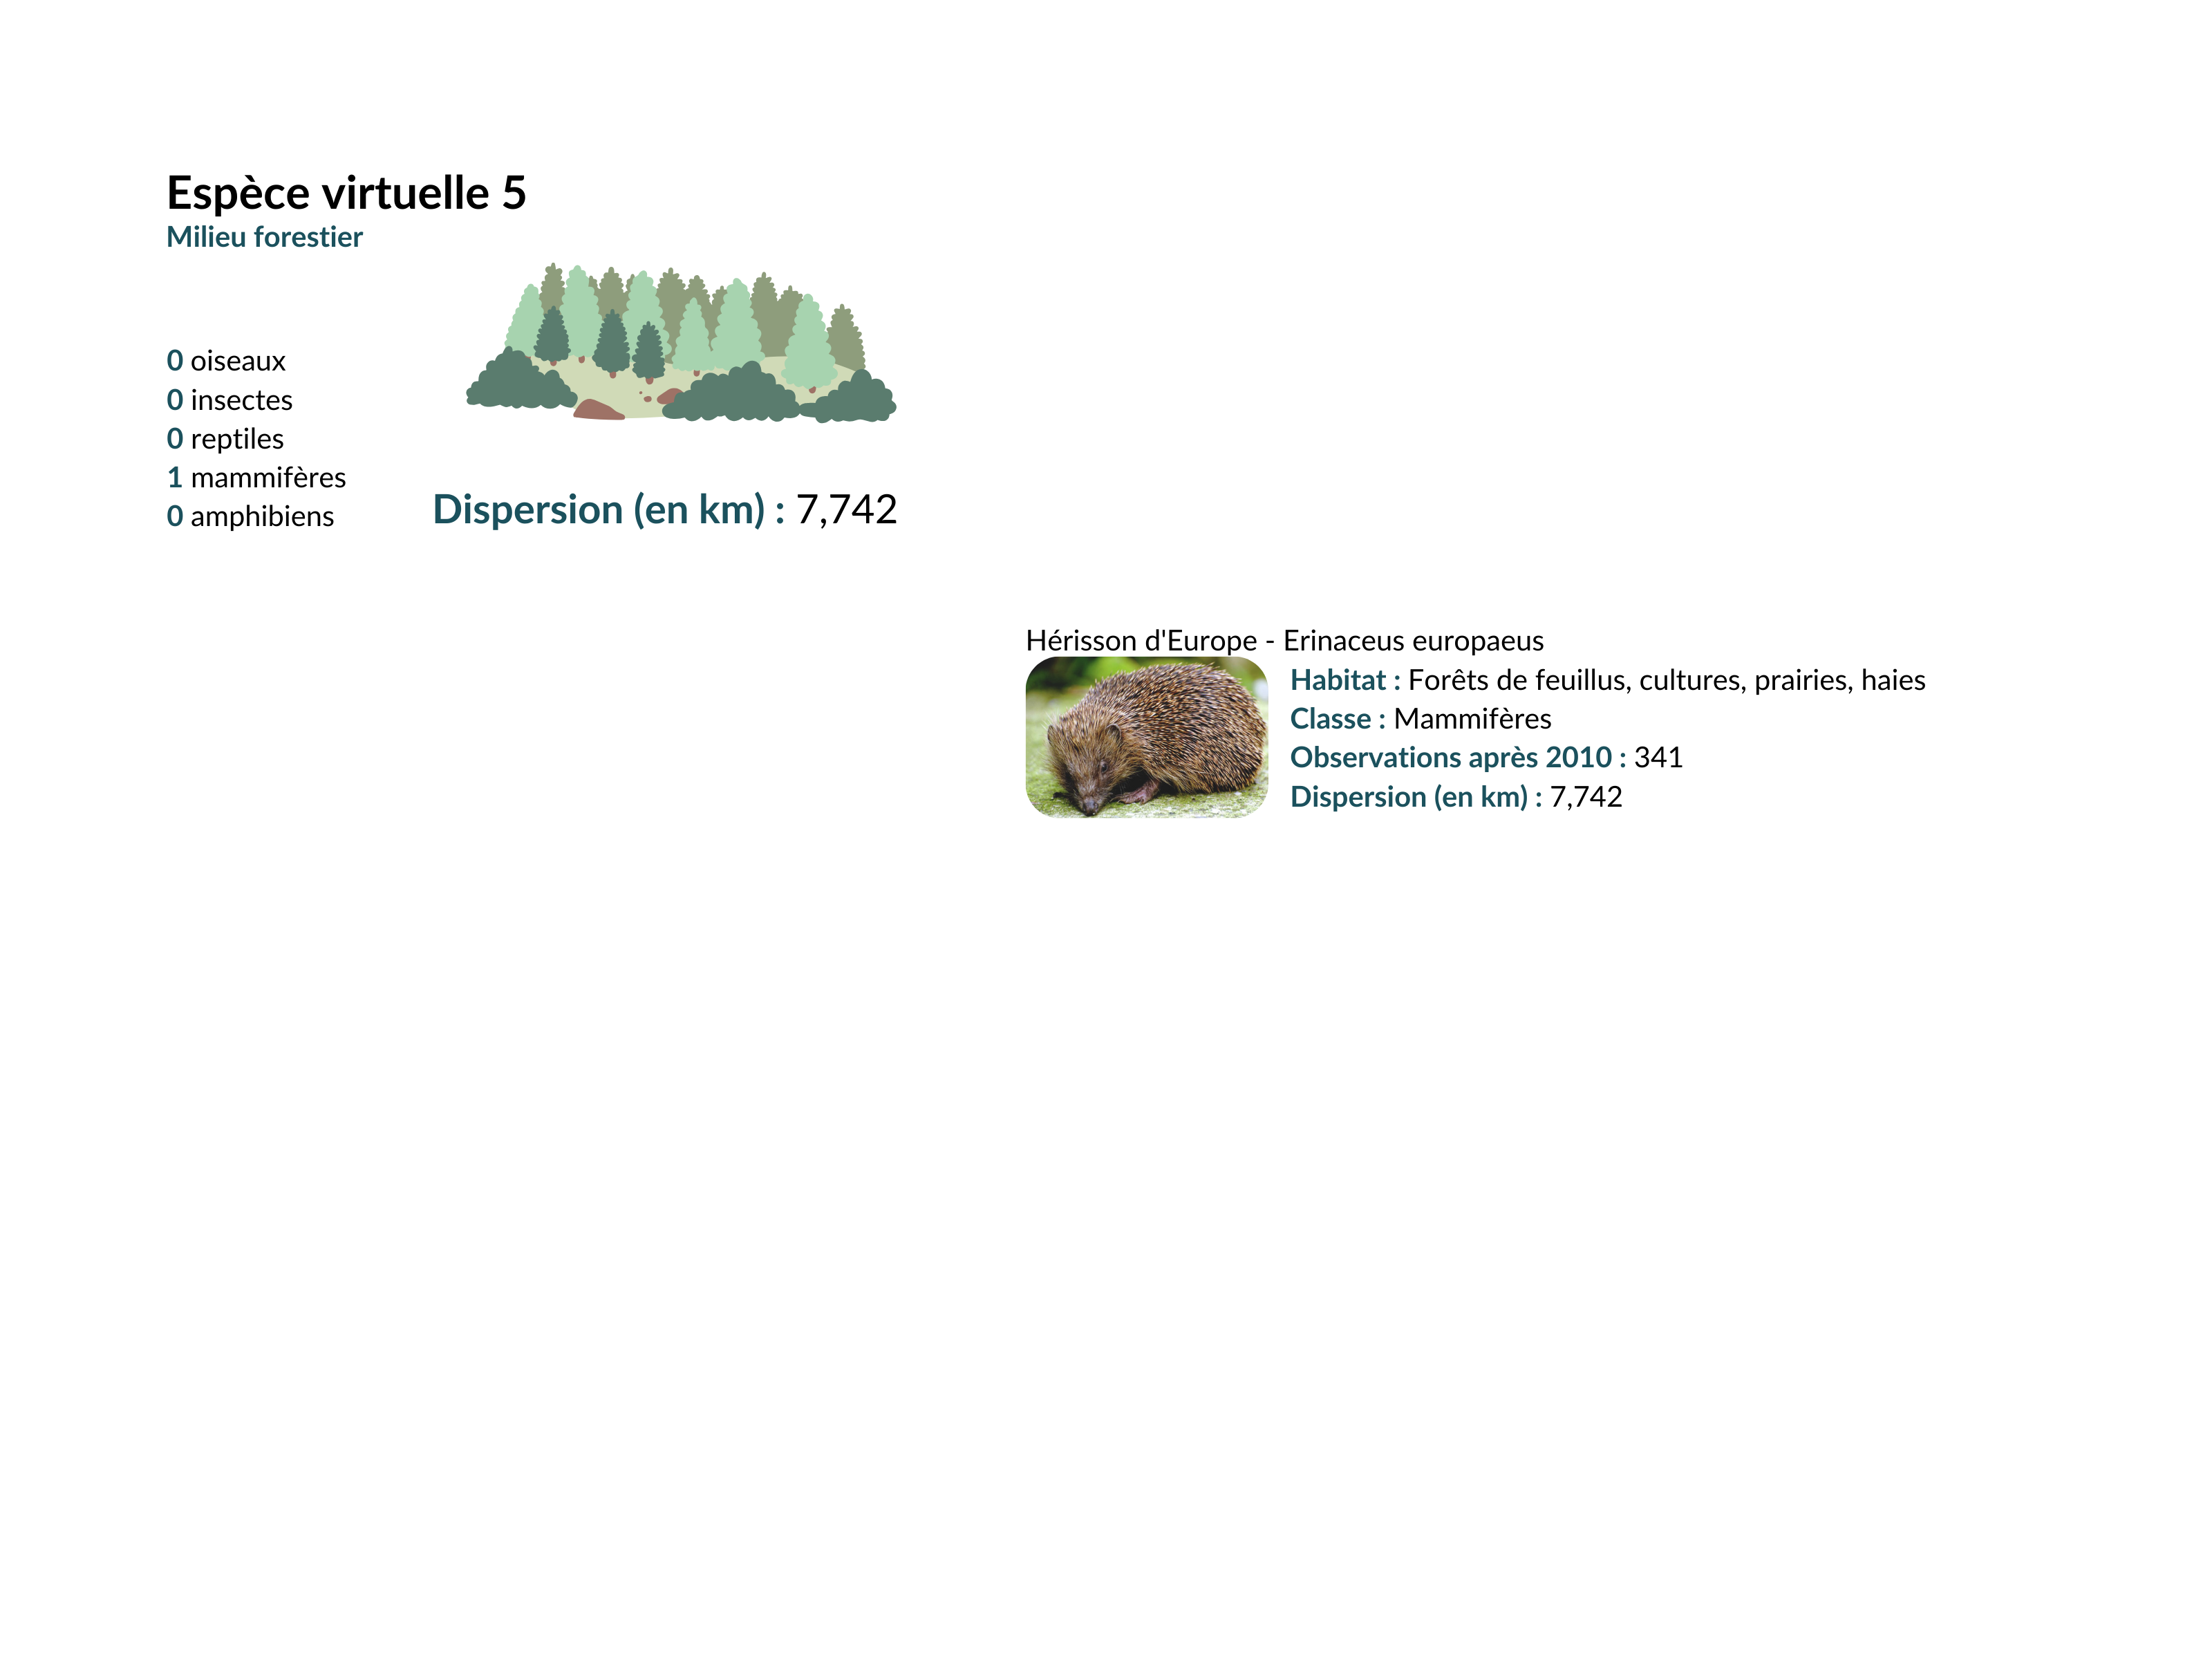 Espèce virtuelle 5
Milieu forestier
0 oiseaux
0 insectes
0 reptiles
1 mammifères
0 amphibiens
Dispersion (en km) : 7,742
Hérisson d'Europe - Erinaceus europaeus
Habitat : Forêts de feuillus, cultures, prairies, haies
Classe : Mammifères
Observations après 2010 : 341
Dispersion (en km) : 7,742